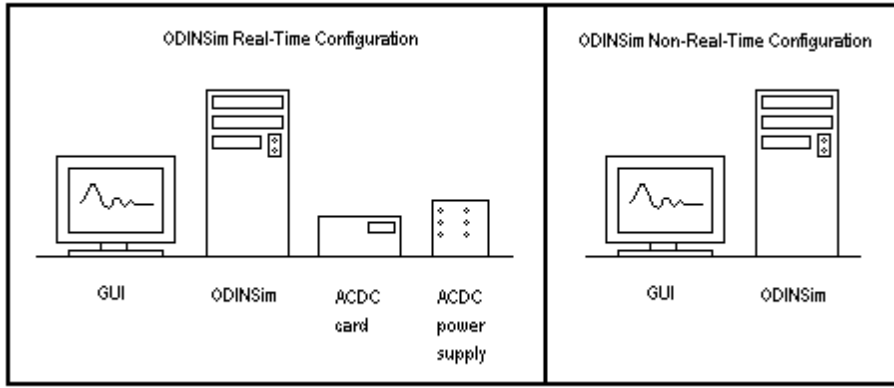 ODINSim Real-Time Configuration
GUI
ODINSim
ACDC
card
ACDC
power
supply
ODINSim Non-Real-Time Configuration
GUI
ODINSim